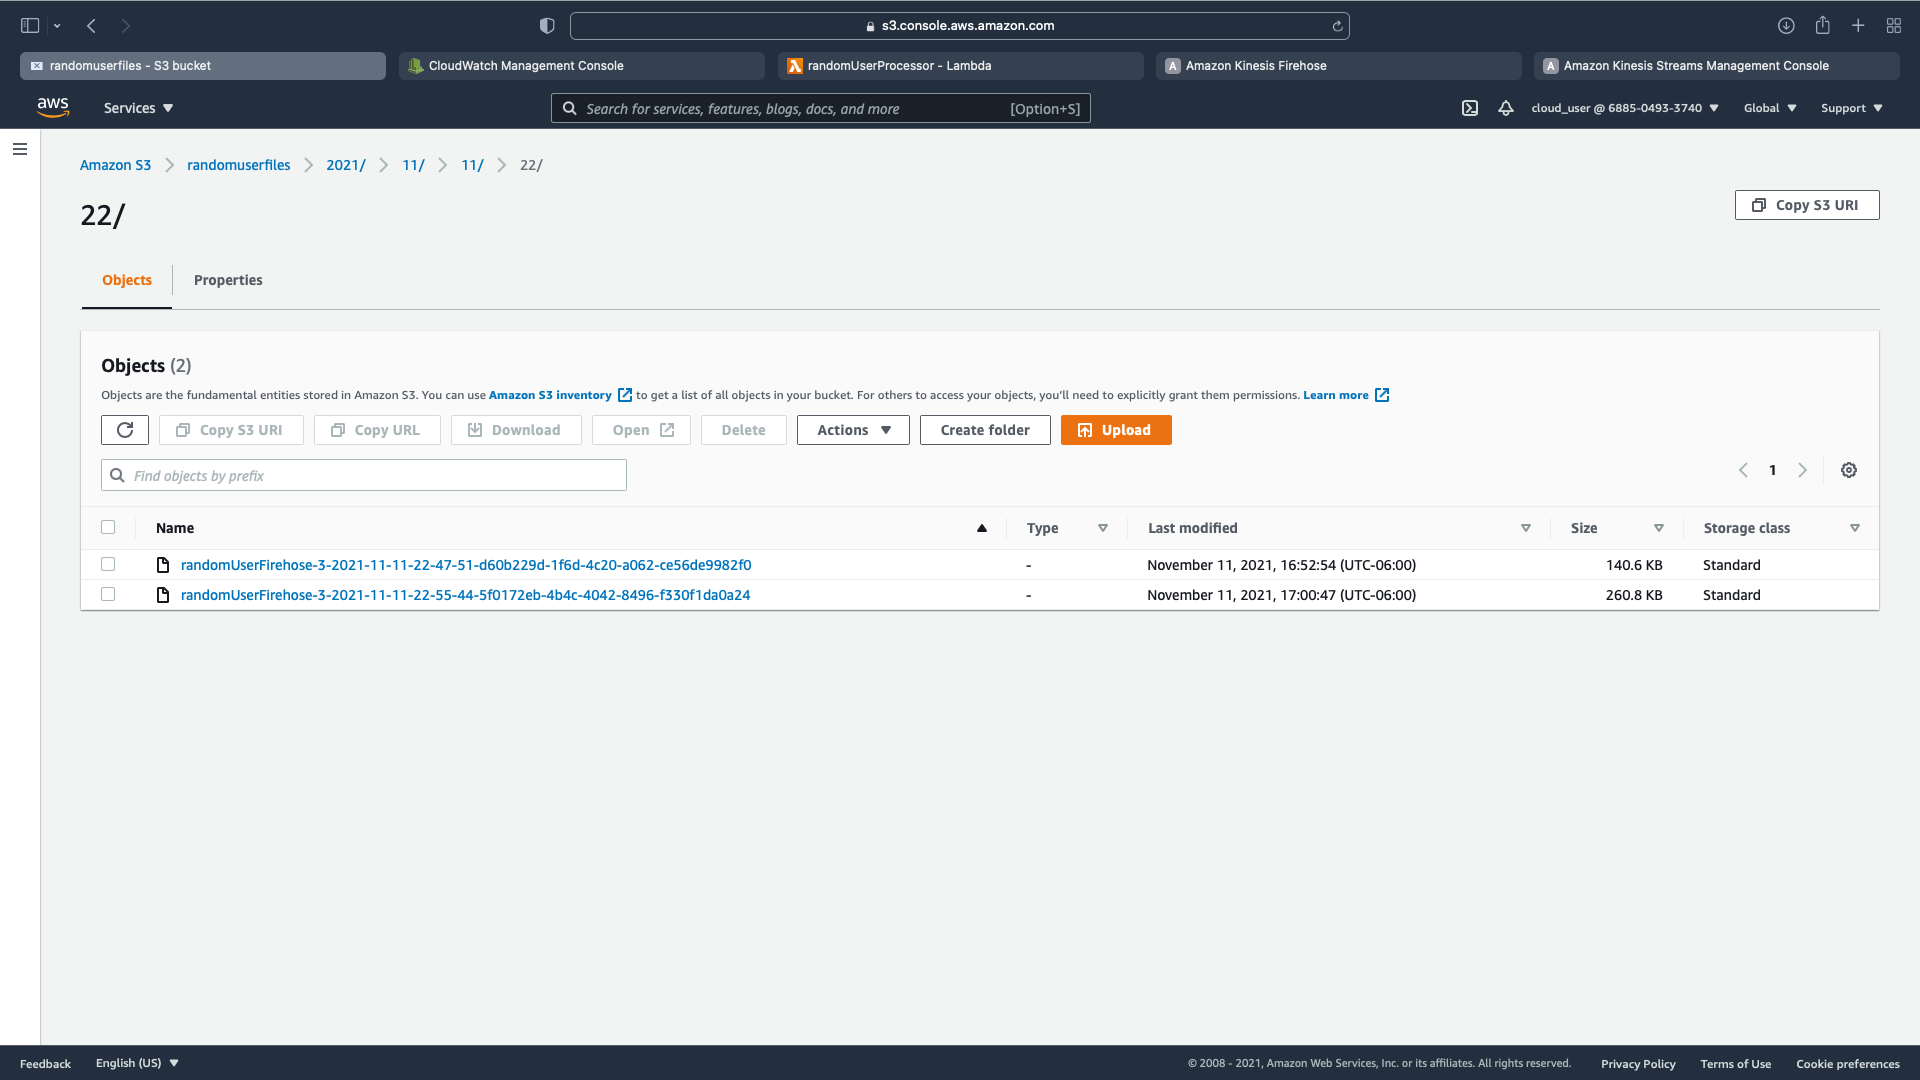 s3.console.aws.amazon.com
randomuserfiles - S3 bucket
CloudWatch Management Console
randomUserProcessor - Lambda
A Amazon Kinesis Firehose
A Amazon Kinesis Streams Management Console
aws
Services
Search for services, features, blogs, docs, and more [Option+S]
cloud_user @ 6885-0493-3740
Global
Support
Amazon S3 randomuserfiles 2021/ 11/ 11/ 22/
22/
Copy S3 URI
Objects
Properties
Objects (2)
Objects are the fundamental entities stored in Amazon S3. You can use Amazon S3 inventory to get a list of all objects in your bucket. For others to access your objects, you'll need to explicitly grant them permissions. Learn more
Copy S3 URI Copy URL Download Open Delete Actions Create folder Upload
Find objects by prefix
1
Name Type Last modified Size Storage class
randomUserFirehose-3-2021-11-11-22-47-51-d60b229d-1f6d-4c20-a062-ce56de9982f0 - November 11, 2021, 16:52:54 (UTC-06:00) 140.6 KB Standard
randomUserFirehose-3-2021-11-11-22-55-44-5f0172eb-4b4c-4042-8496-f330f1da0a24 - November 11, 2021, 17:00:47 (UTC-06:00) 260.8 KB Standard
Feedback English (US) © 2008 - 2021, Amazon Web Services, Inc. or its affiliates. All rights reserved. Privacy Policy Terms of Use Cookie preferences